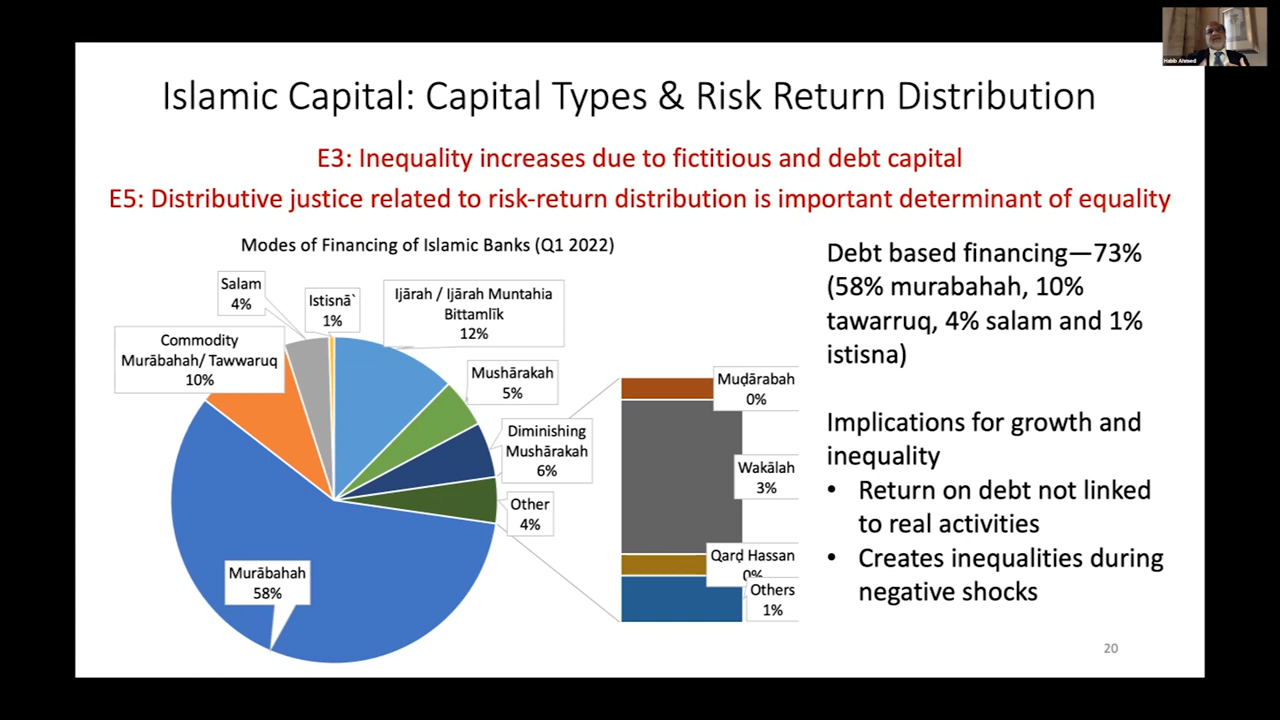 Habib Ahmed
Islamic Capital: Capital Types & Risk Return Distribution
E3: Inequality increases due to fictitious and debt capital
E5: Distributive justice related to risk-return distribution is important determinant of equality
Modes of Financing of Islamic Banks (Q1 2022)
Salam
4%
Istisnā`
1%
Ijārah / Ijārah Muntahia
Bittamlīk
12%
Commodity
Murābahah/ Tawwaruq
10%
Mushārakah
5%
Diminishing
Mushārakah
6%
Other
4%
Murābahah
58%
Muḍārabah
0%
Wakālah
3%
Qarḍ Hassan
0%
Others
1%
Debt based financing—73%
(58% murabahah, 10%
tawarruq, 4% salam and 1%
istisna)
Implications for growth and
inequality
• Return on debt not linked
to real activities
• Creates inequalities during
negative shocks
20